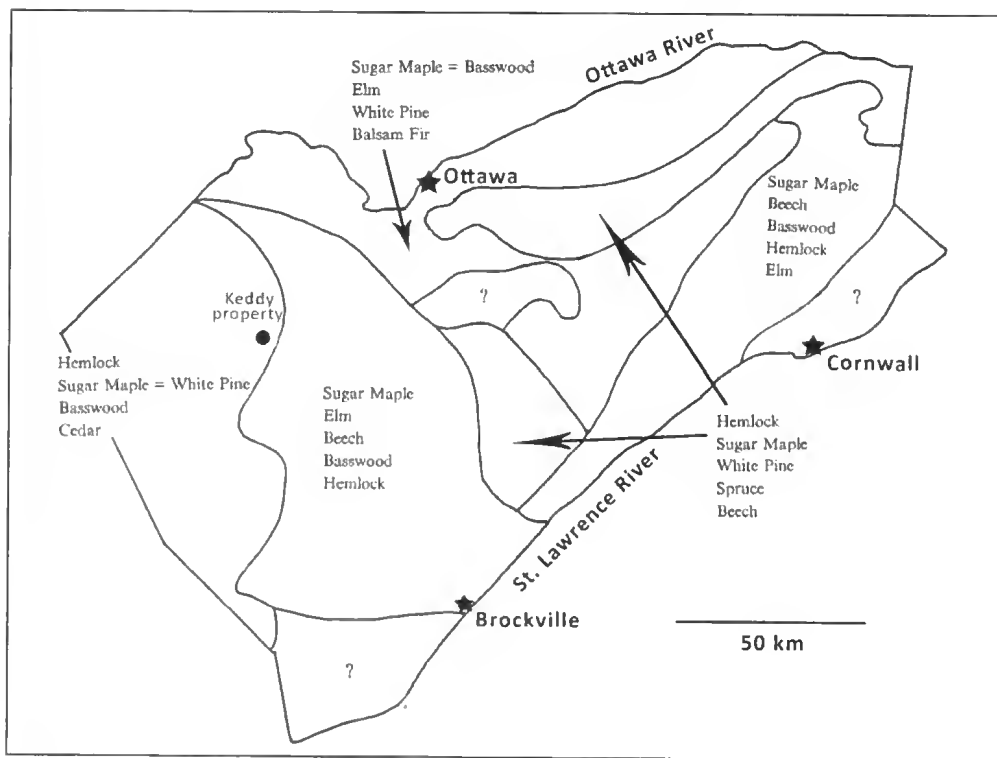 Sugar Maple = Basswood
Elm
White Pine
Balsam Fir
Ottawa River
Ottawa
Sugar Maple
Beech
Basswood
Hemlock
Elm
?
?
Keddy
property
Cornwall
Hemlock
Sugar Maple = White Pine
Basswood
Cedar
Sugar Maple
Elm
Beech
Basswood
Hemlock
Hemlock
Sugar Maple
White Pine
Spruce
Beech
St. Lawrence River
Brockville
50 km
?